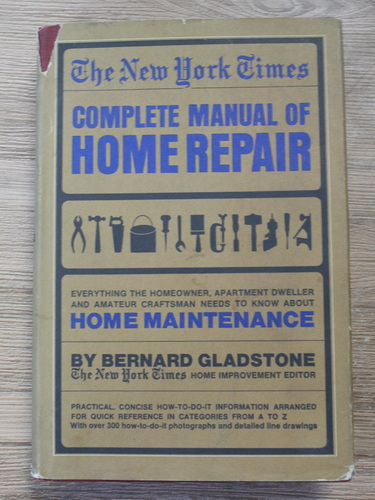 The New York Times
COMPLETE MANUAL OF
HOME REPAIR
EVERYTHING THE HOMEOWNER, APARTMENT DWELLER
AND AMATEUR CRAFTSMAN NEEDS TO KNOW ABOUT
HOME MAINTENANCE
BY BERNARD GLADSTONE
The New York Times HOME IMPROVEMENT EDITOR
PRACTICAL, CONCISE HOW-TO-DO-IT INFORMATION ARRANGED
FOR QUICK REFERENCE IN CATEGORIES FROM A TO Z
With over 300 how-to-do-it photographs and detailed line drawings